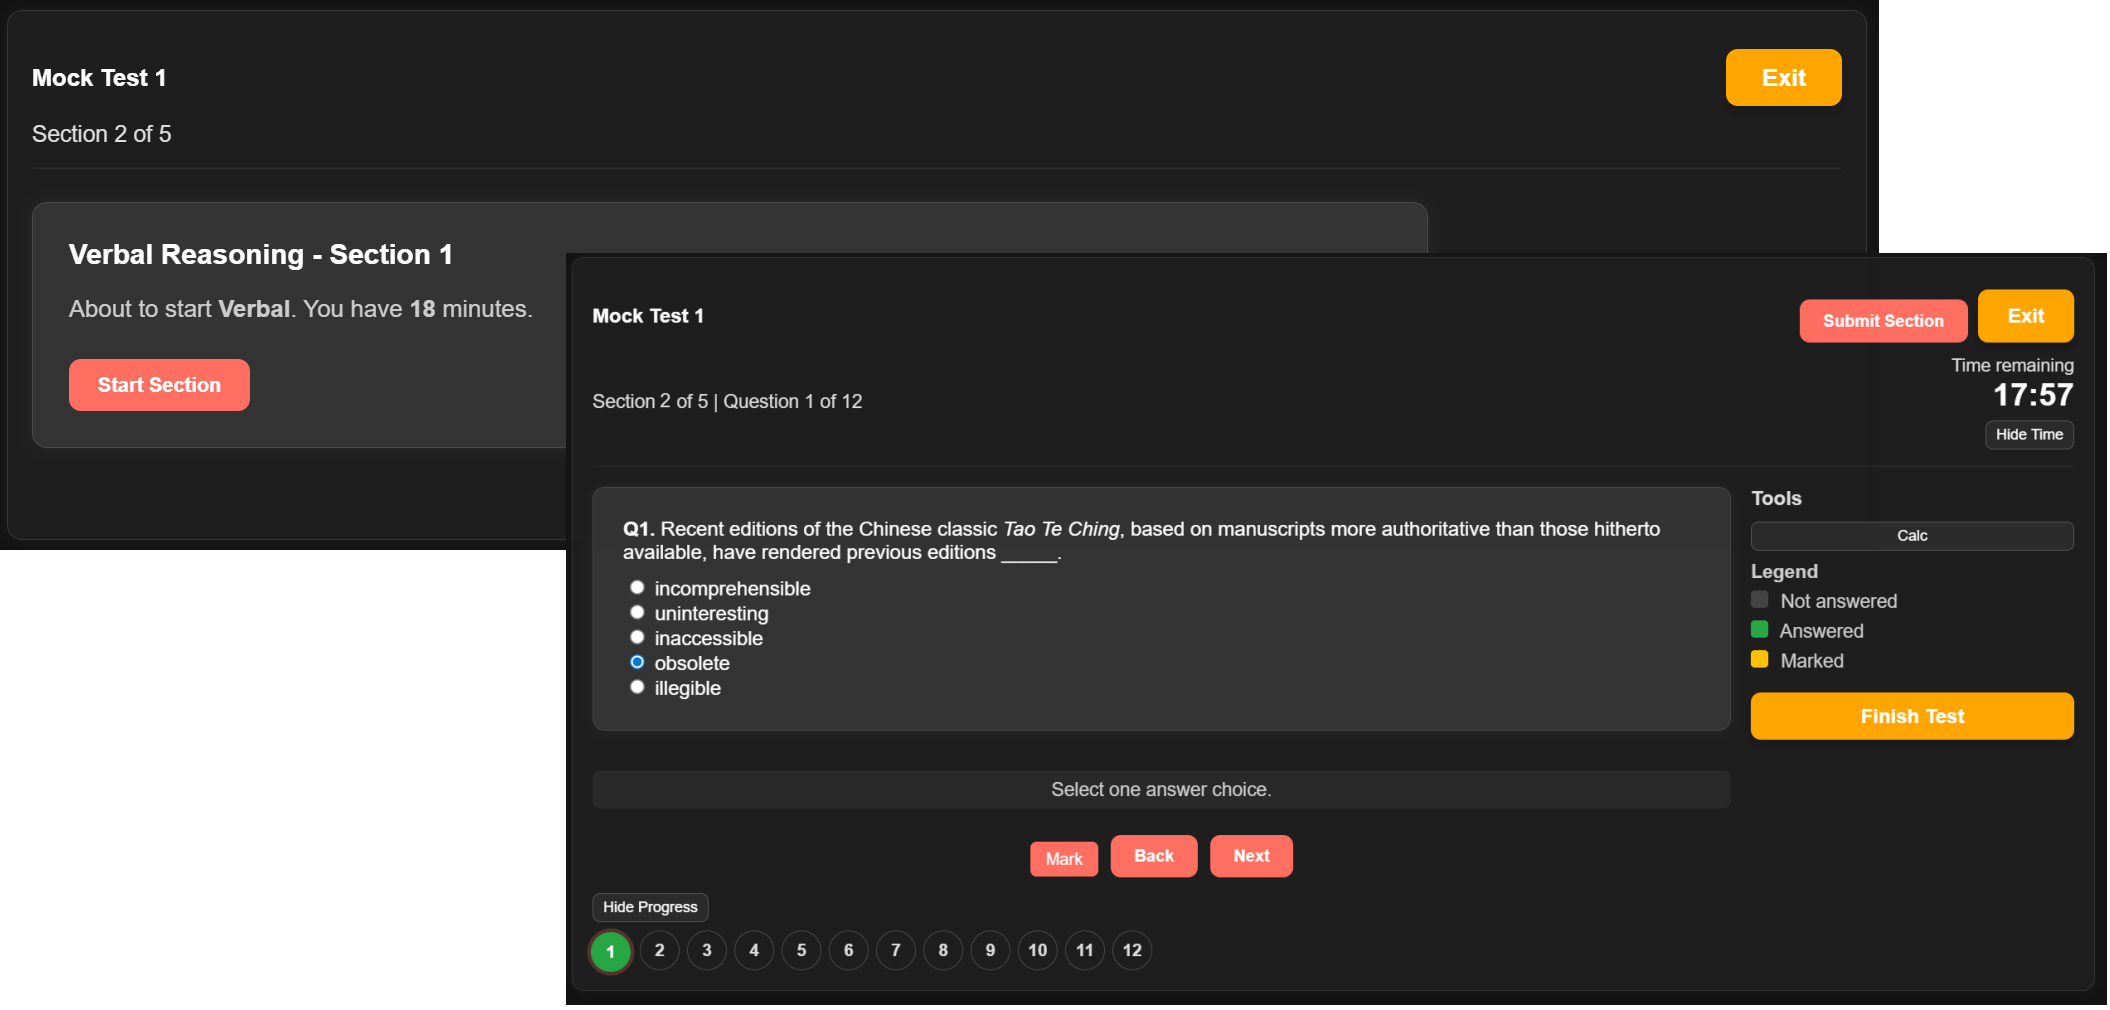 Mock Test 1
Exit
Section 2 of 5
Verbal Reasoning - Section 1
About to start Verbal. You have 18 minutes.
Start Section
Mock Test 1
Submit Section
Exit
Time remaining
17:57
Section 2 of 5 | Question 1 of 12
Hide Time
Q1. Recent editions of the Chinese classic Tao Te Ching, based on manuscripts more authoritative than those hitherto
available, have rendered previous editions _____.
incomprehensible
uninteresting
inaccessible
obsolete
illegible
Tools
Calc
Legend
Not answered
Answered
Marked
Finish Test
Select one answer choice.
Mark
Back
Next
Hide Progress
1 2 3 4 5 6 7 8 9 10 11 12